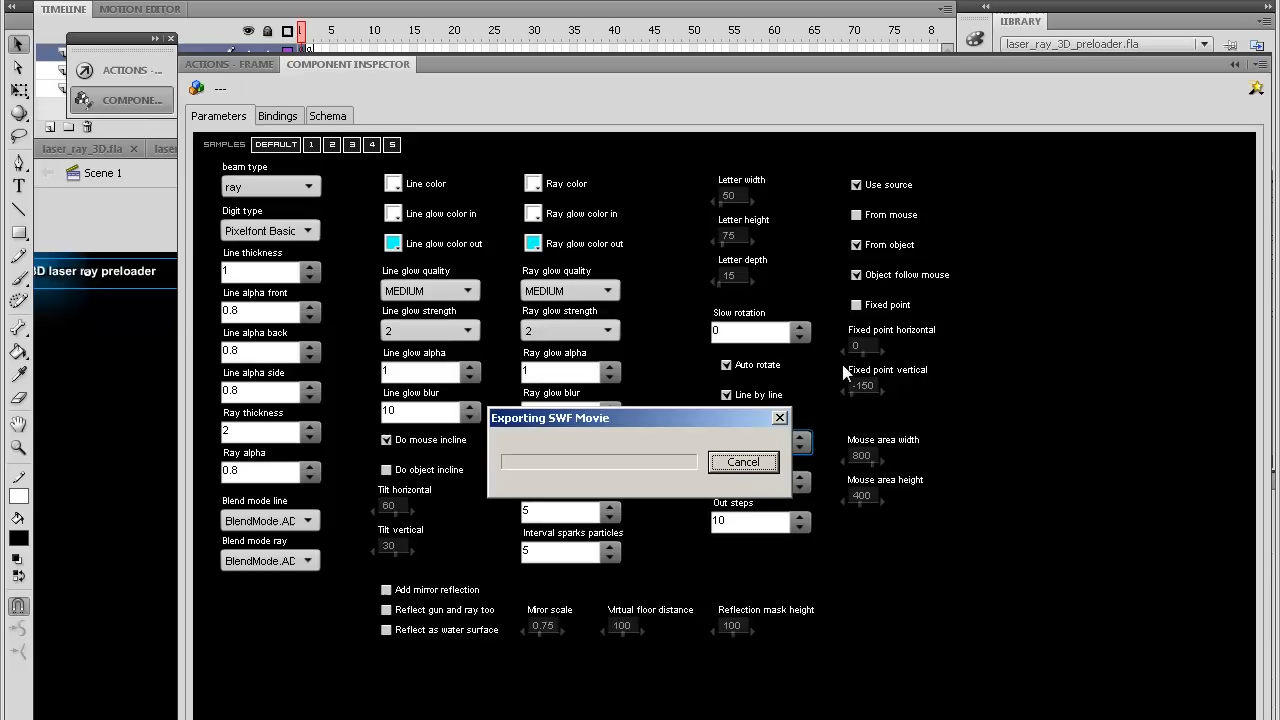 TIMELINE MOTION EDITOR
LIBRARY
1 5 10 15 20 25 30 35 40 45 50 55 60 65 70 75 80
laser_ray_3D_preloader.fla
ACTIONS - FRAME COMPONENT INSPECTOR
ACTIONS -...
---
COMPONE...
Parameters Bindings Schema
SAMPLES DEFAULT 1 2 3 4 5
laser_ray_3D.fla × laser
Scene 1
3D laser ray preloader
beam type
ray
Digit type
Pixelfont Basic
Line thickness
1
Line alpha front
0.8
Line alpha back
0.8
Line alpha side
0.8
Ray thickness
2
Ray alpha
0.8
Blend mode line
BlendMode.AD
Blend mode ray
BlendMode.AD
Line color
Line glow color in
Line glow color out
Line glow quality
MEDIUM
Line glow strength
2
Line glow alpha
1
Line glow blur
10
Do mouse incline
Do object incline
Tilt horizontal
60
Tilt vertical
30
Add mirror reflection
Reflect gun and ray too
Reflect as water surface
Ray color
Ray glow color in
Ray glow color out
Ray glow quality
MEDIUM
Ray glow strength
2
Ray glow alpha
1
Ray glow blur
Exporting SWF Movie
Cancel
5
Interval sparks particles
5
Miror scale
0.75
Virtual floor distance
100
Reflection mask height
100
Letter width
50
Letter height
75
Letter depth
15
Slow rotation
0
Auto rotate
Line by line
Out steps
10
Use source
From mouse
From object
Object follow mouse
Fixed point
Fixed point horizontal
0
Fixed point vertical
-150
Mouse area width
800
Mouse area height
400